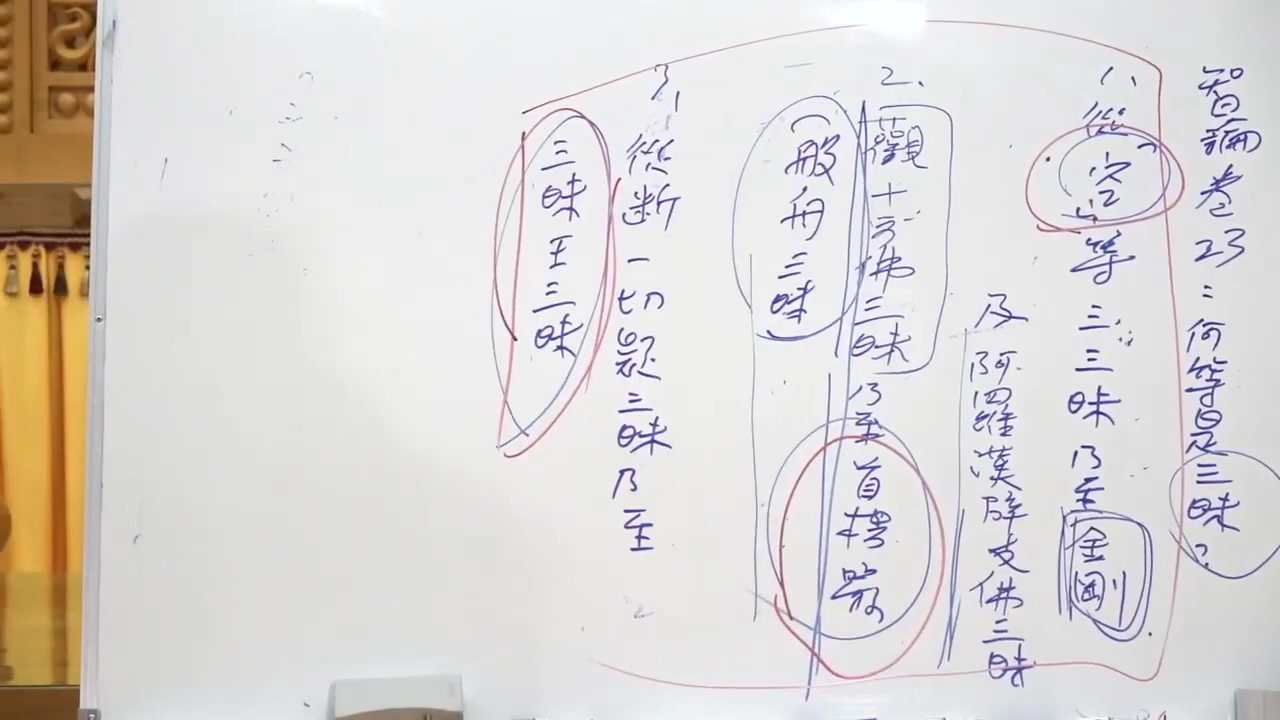 智論卷23：何等是三昧？
1、從「空」等三三昧乃至金剛
及阿羅漢辟支佛三昧
2、觀十方佛三昧乃至首楞嚴
（般舟三昧）
3、從斷一切疑三昧乃至
三昧王三昧